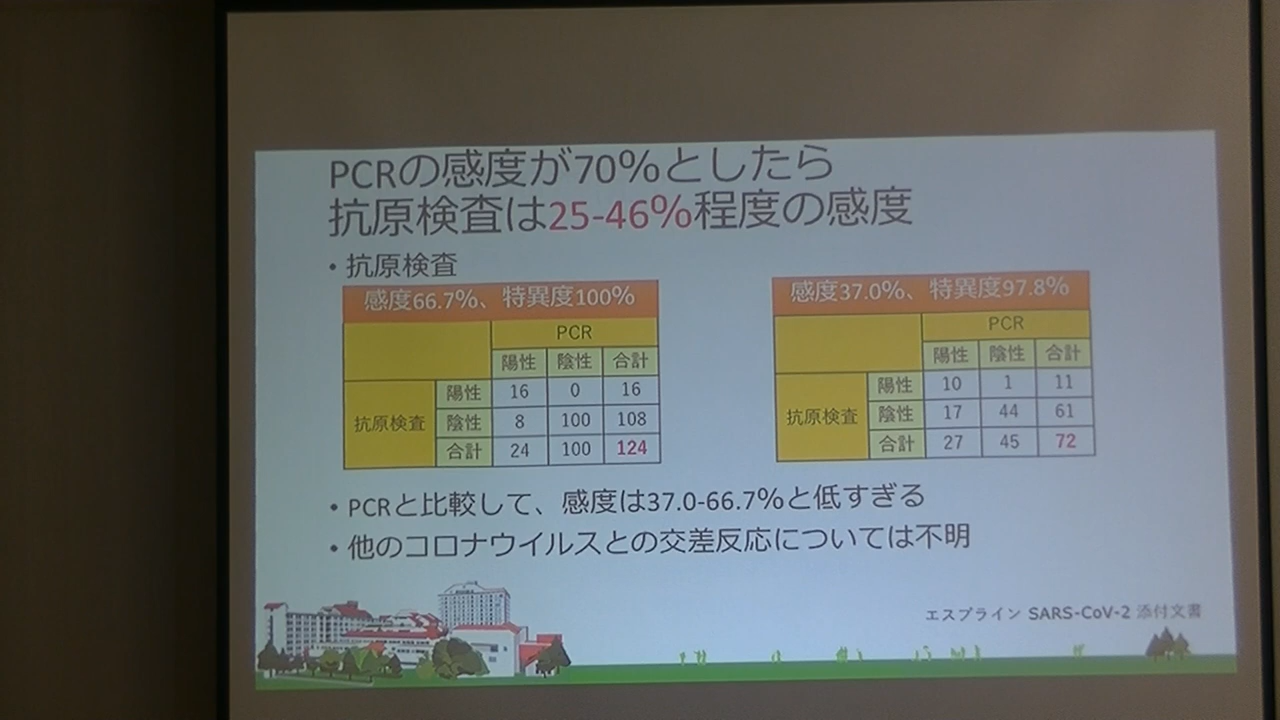 PCRの感度が70%としたら
抗原検査は25-46%程度の感度
• 抗原検査
感度66.7%、特異度100%
PCR
陽性 陰性 合計
抗原検査
陽性 16 0 16
陰性 8 100 108
合計 24 100 124
感度37.0%、特異度97.8%
PCR
陽性 陰性 合計
抗原検査
陽性 10 1 11
陰性 17 44 61
合計 27 45 72
• PCRと比較して、感度は37.0-66.7%と低すぎる
• 他のコロナウイルスとの交差反応については不明
エスプライン SARS-CoV-2 添付文書